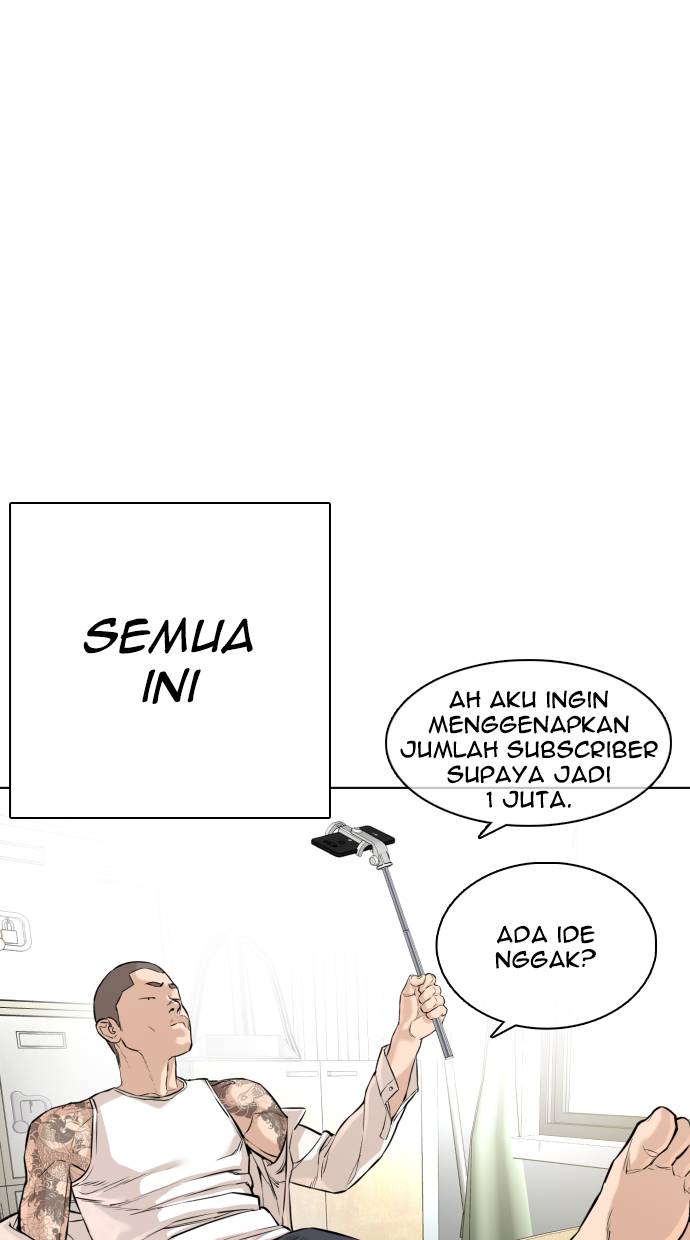 SEMUA
INI
AH AKU INGIN
MENGGENAPKAN
JUMLAH SUBSCRIBER
SUPAYA JADI
1 JUTA.
ADA IDE
NGGAK?